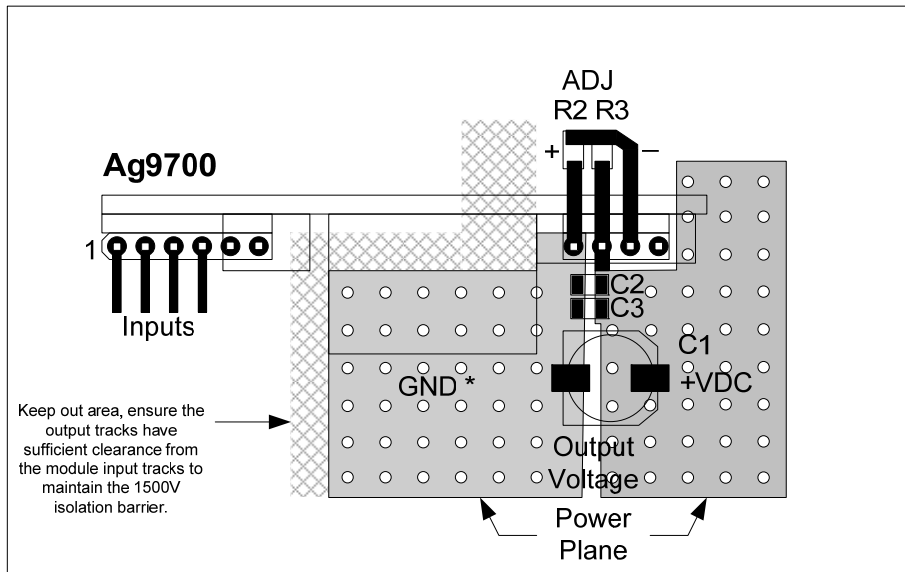 ADJ
R2 R3
+ −
Ag9700
1
C2
C3
Inputs
C1
GND *
+VDC
Keep out area, ensure the
output tracks have
sufficient clearance from
the module input tracks to
maintain the 1500V
isolation barrier.
Output
Voltage
Power
Plane